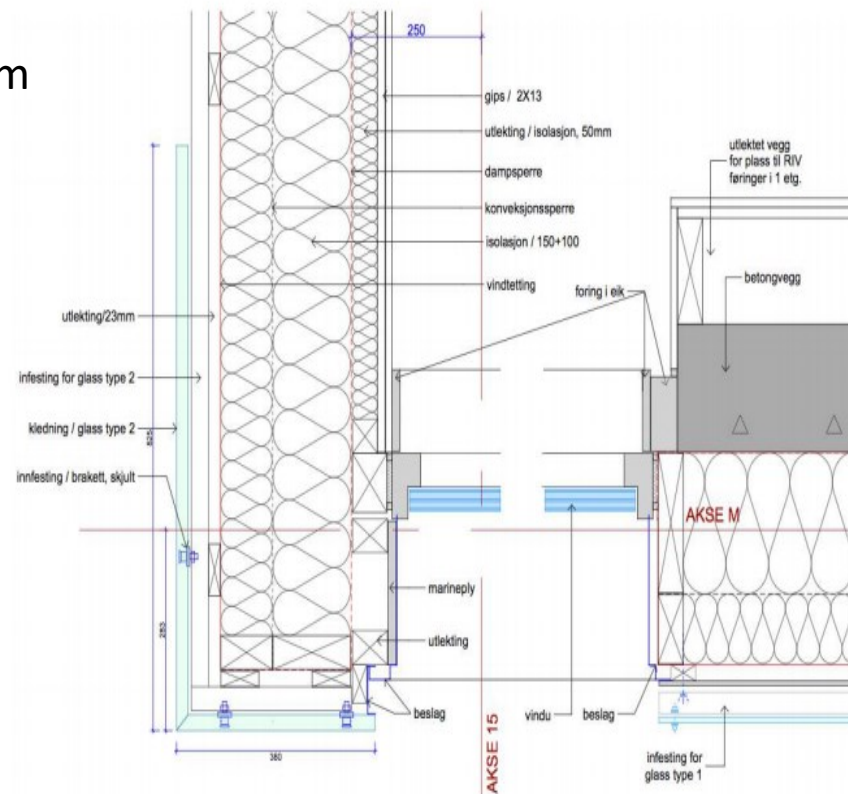 m
250
gips / 2X13
utlekting / isolasjon, 50mm
dampsperre
konveksjonssperre
isolasjon / 150+100
vindtetting
utlekting/23mm
infesting for glass type 2
kledning / glass type 2
innfesting / brakett, skjult
825
283
380
utlektet vegg
for plass til RIV
føringer i 1 etg.
betongvegg
foring i eik
AKSE M
marineply
utlekting
beslag
vindu
beslag
AKSE 15
infesting for
glass type 1